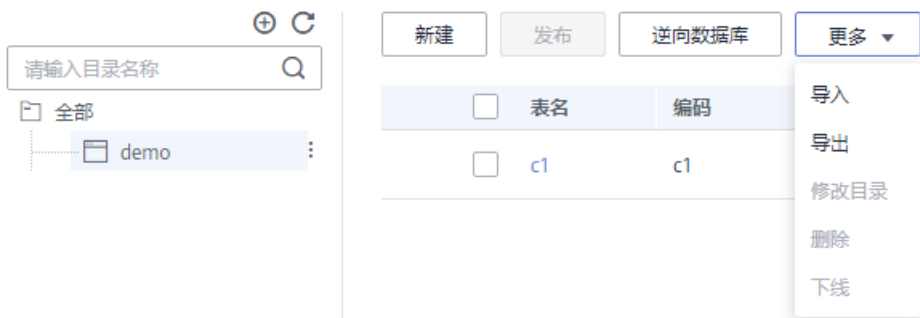 请输入目录名称
全部
demo
新建 发布 逆向数据库 更多
表名 编码
c1 c1
导入
导出
修改目录
删除
下线